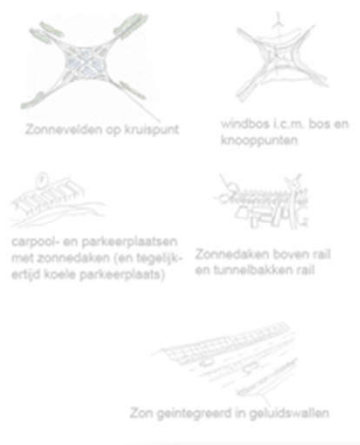 Zonnevelden op kruispunt
windbos i.c.m. bos en
knooppunten
carpool- en parkeerplaatsen
met zonnedaken (en tegelijk-
ertijd koele parkeerplaats)
Zonnedaken boven rail
en tunnelbakken rail
Zon geintegreerd in geluidswallen